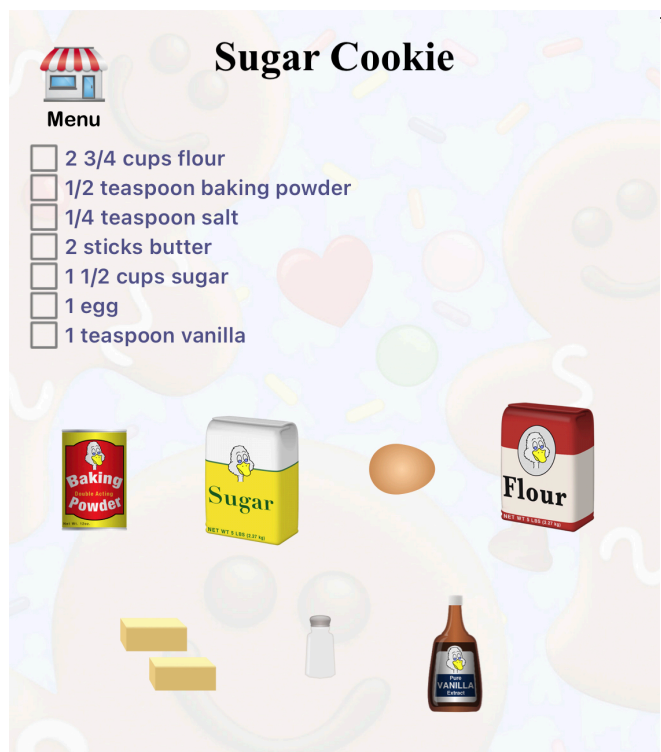 Sugar Cookie
Menu
2 3/4 cups flour
1/2 teaspoon baking powder
1/4 teaspoon salt
2 sticks butter
1 1/2 cups sugar
1 egg
1 teaspoon vanilla
Baking
Double Acting
Powder
Sugar
NET WT 5 LBS (2.27 kg)
Flour
NET WT 5 LBS (2.27 kg)
Pure
VANILLA
Extract